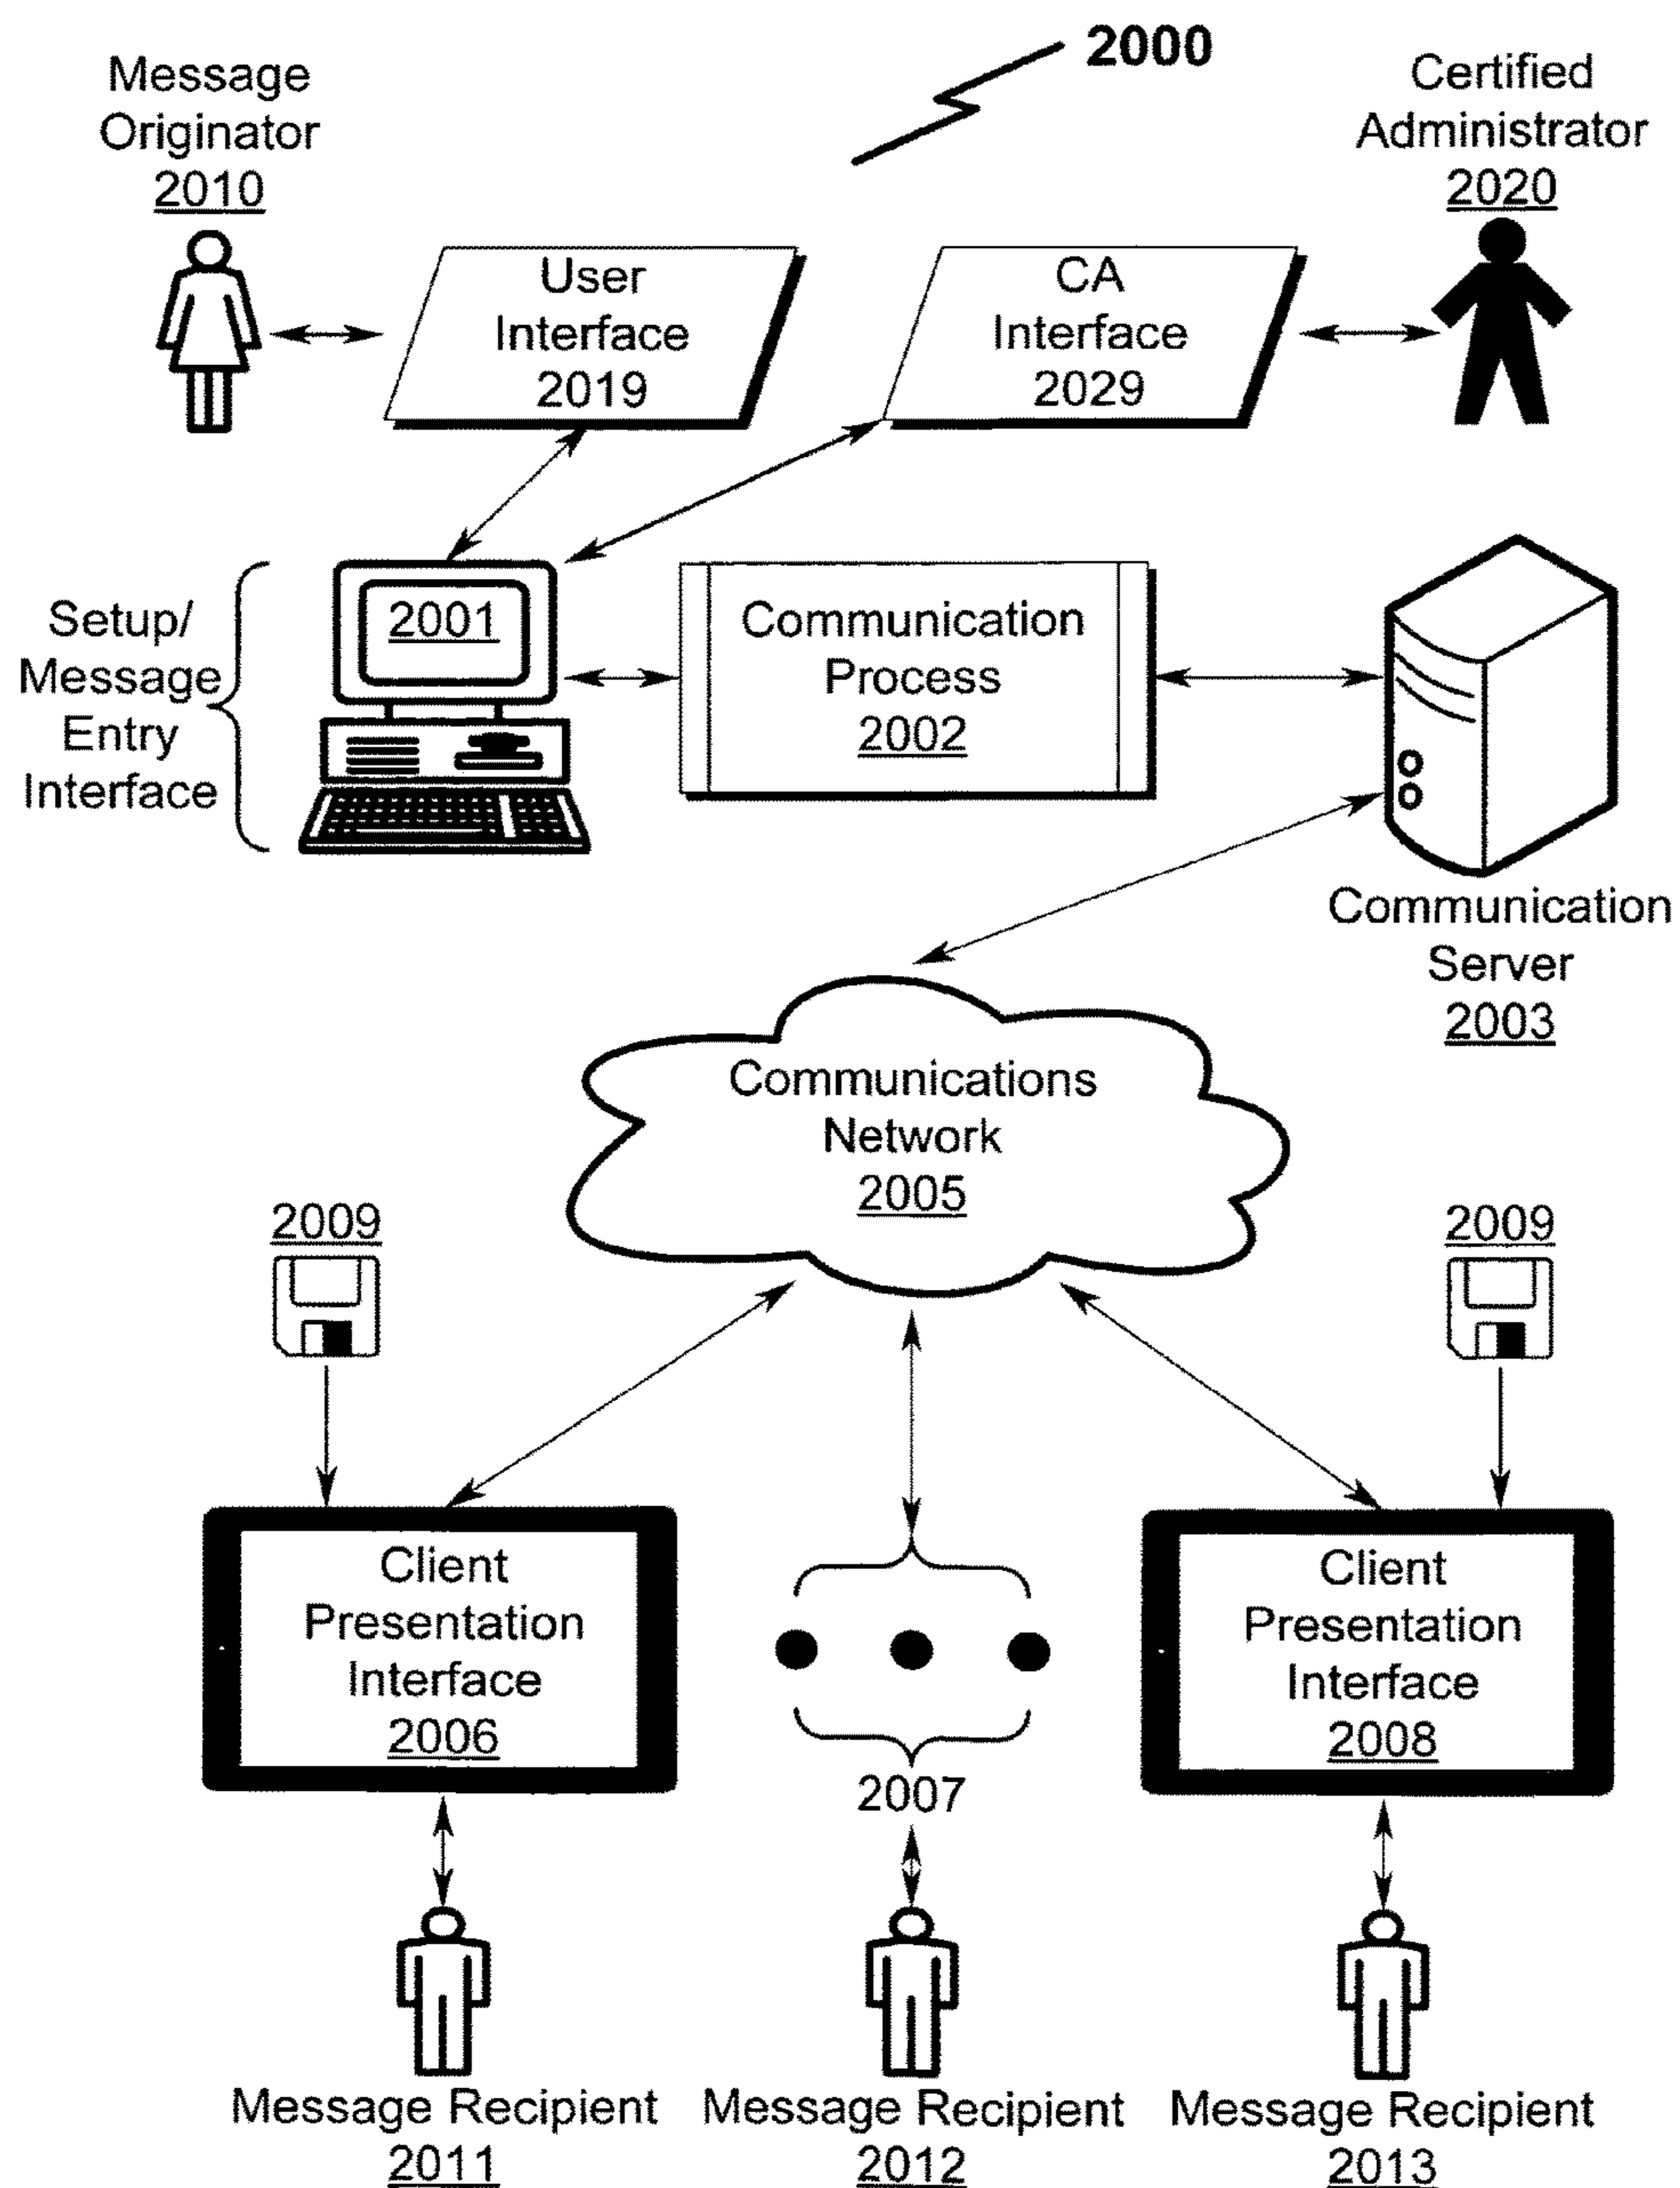 2000
Message
Originator
2010
Certified
Administrator
2020
User
Interface
2019
CA
Interface
2029
Setup/
Message
Entry
Interface
2001
Communication
Process
2002
Communication
Server
2003
Communications
Network
2005
2009
2009
Client
Presentation
Interface
2006
2007
Client
Presentation
Interface
2008
Message Recipient
2011
Message Recipient
2012
Message Recipient
2013